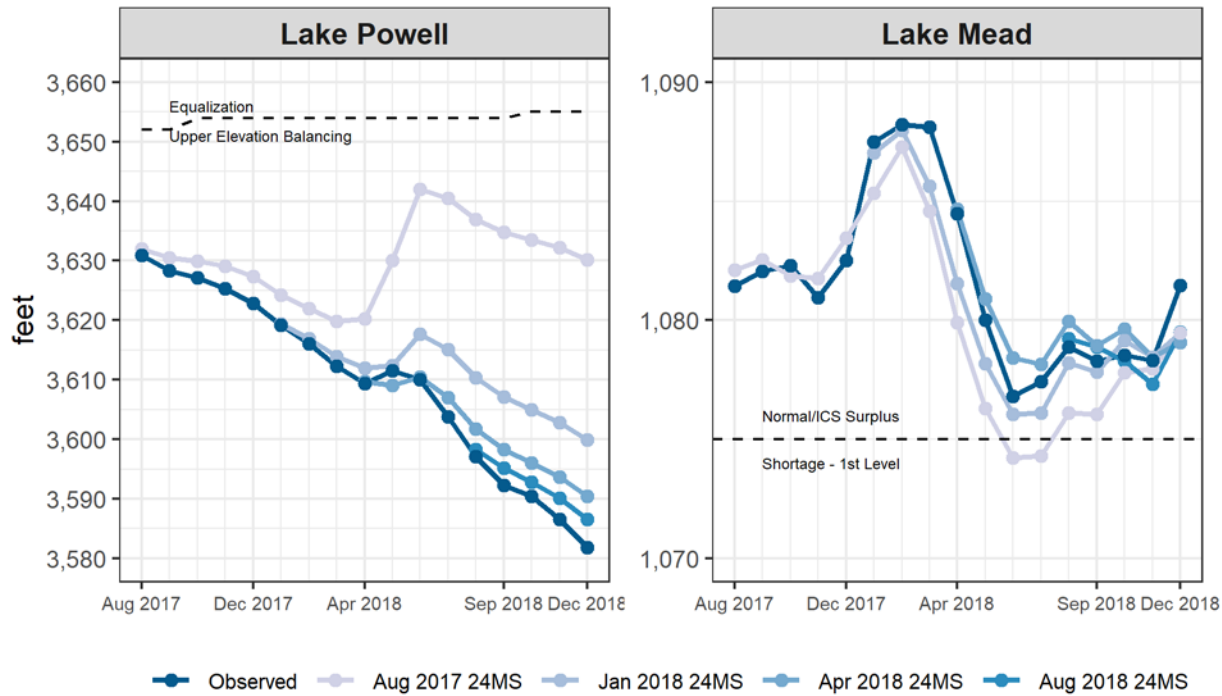 Lake Powell
Lake Mead
feet
3,660
3,650
3,640
3,630
3,620
3,610
3,600
3,590
3,580
Equalization
Upper Elevation Balancing
Aug 2017 Dec 2017 Apr 2018 Sep 2018 Dec 2018
1,090
1,080
1,070
Normal/ICS Surplus
Shortage - 1st Level
Aug 2017 Dec 2017 Apr 2018 Sep 2018 Dec 2018
Observed Aug 2017 24MS Jan 2018 24MS Apr 2018 24MS Aug 2018 24MS